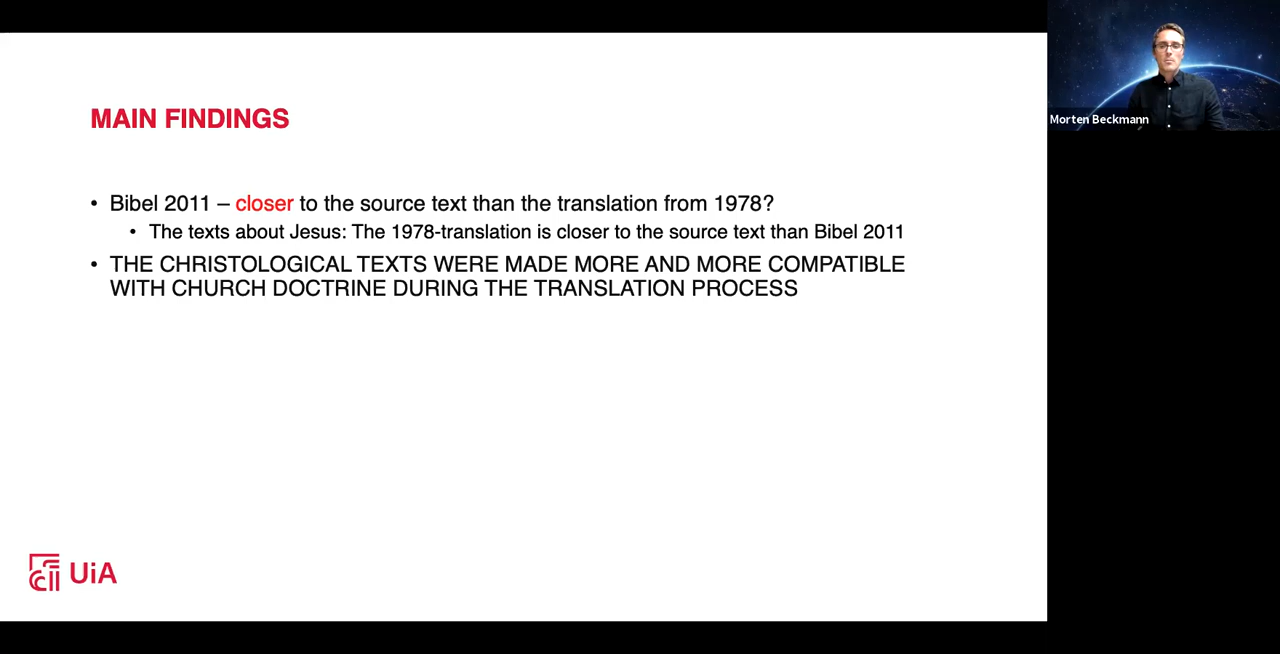 MAIN FINDINGS
• Bibel 2011 – closer to the source text than the translation from 1978?
• The texts about Jesus: The 1978-translation is closer to the source text than Bibel 2011
• THE CHRISTOLOGICAL TEXTS WERE MADE MORE AND MORE COMPATIBLE
WITH CHURCH DOCTRINE DURING THE TRANSLATION PROCESS
UiA
Morten Beckmann